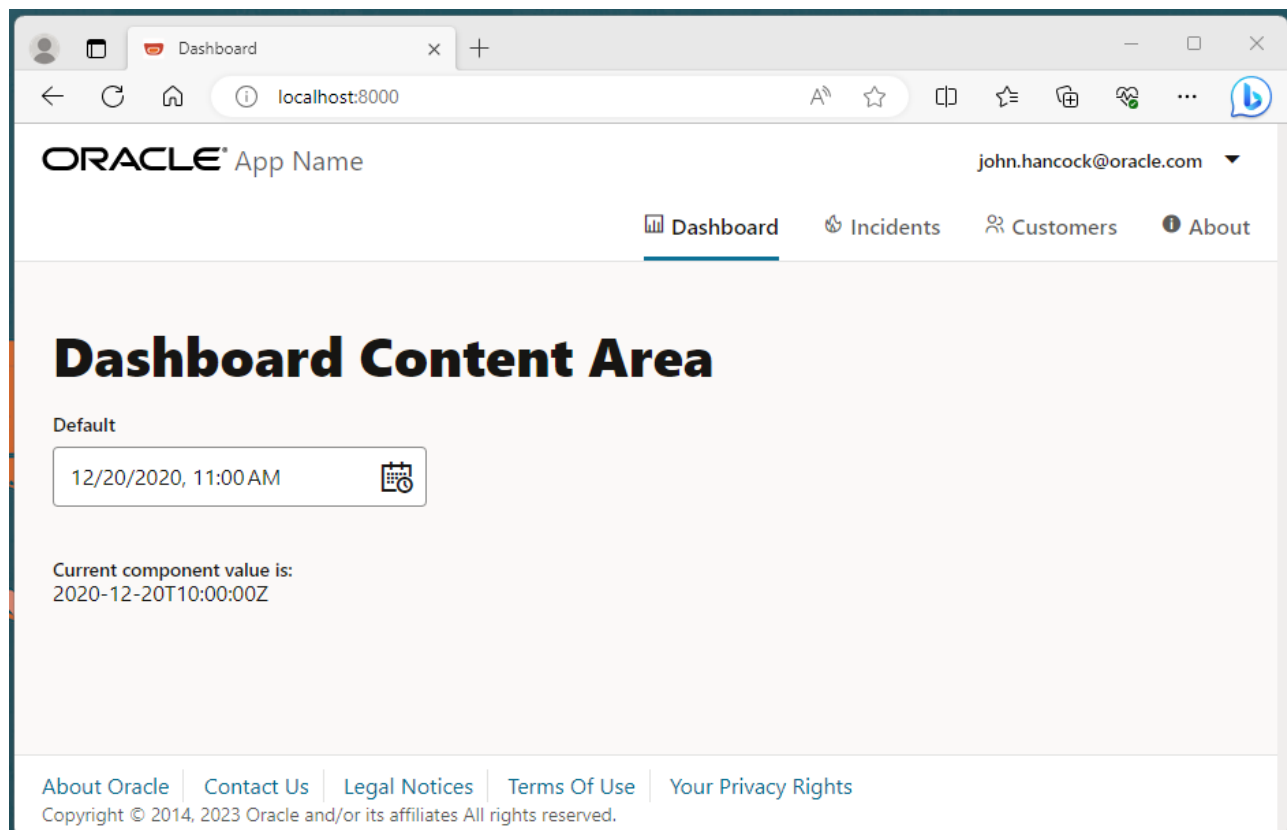 Dashboard
localhost:8000
ORACLE® App Name john.hancock@oracle.com
Dashboard Incidents Customers About
Dashboard Content Area
Default
12/20/2020, 11:00 AM
Current component value is:
2020-12-20T10:00:00Z
About Oracle Contact Us Legal Notices Terms Of Use Your Privacy Rights
Copyright © 2014, 2023 Oracle and/or its affiliates All rights reserved.